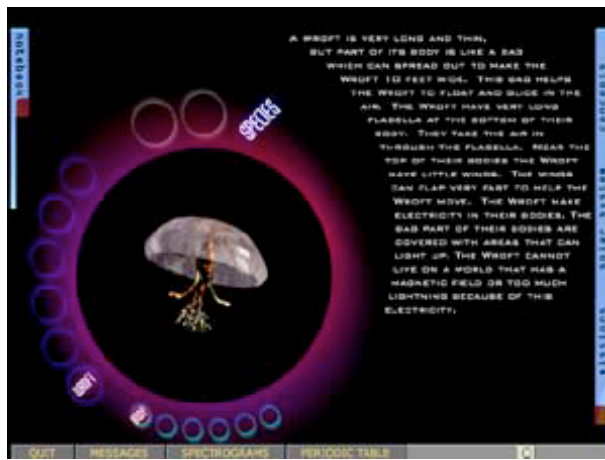 notebook
SPECIES
A WROFT IS VERY LONG AND THIN,
BUT PART OF ITS BODY IS LIKE A BAG
WHICH CAN SPREAD OUT TO MAKE THE
WROFT 10 FEET WIDE. THIS BAG HELPS
THE WROFT TO FLOAT AND GLIDE IN THE
AIR. THE WROFT HAVE VERY LONG
FLAGELLA AT THE BOTTOM OF THEIR
BODY. THEY TAKE THE AIR IN
THROUGH THE FLAGELLA. NEAR THE
TOP OF THEIR BODIES THE WROFT
HAVE LITTLE WINGS. THE WINGS
CAN FLAP VERY FAST TO HELP THE
WROFT MOVE. THE WROFT MAKE
ELECTRICITY IN THEIR BODIES. THE
BAG PART OF THEIR BODIES ARE
COVERED WITH AREAS THAT CAN
LIGHT UP. THE WROFT CANNOT
LIVE ON A WORLD THAT HAS A
MAGNETIC FIELD OR TOO MUCH
LIGHTNING BECAUSE OF THIS
ELECTRICITY.
WROFT
QUIT
MESSAGES
SPECTROGRAMS
PERIODIC TABLE